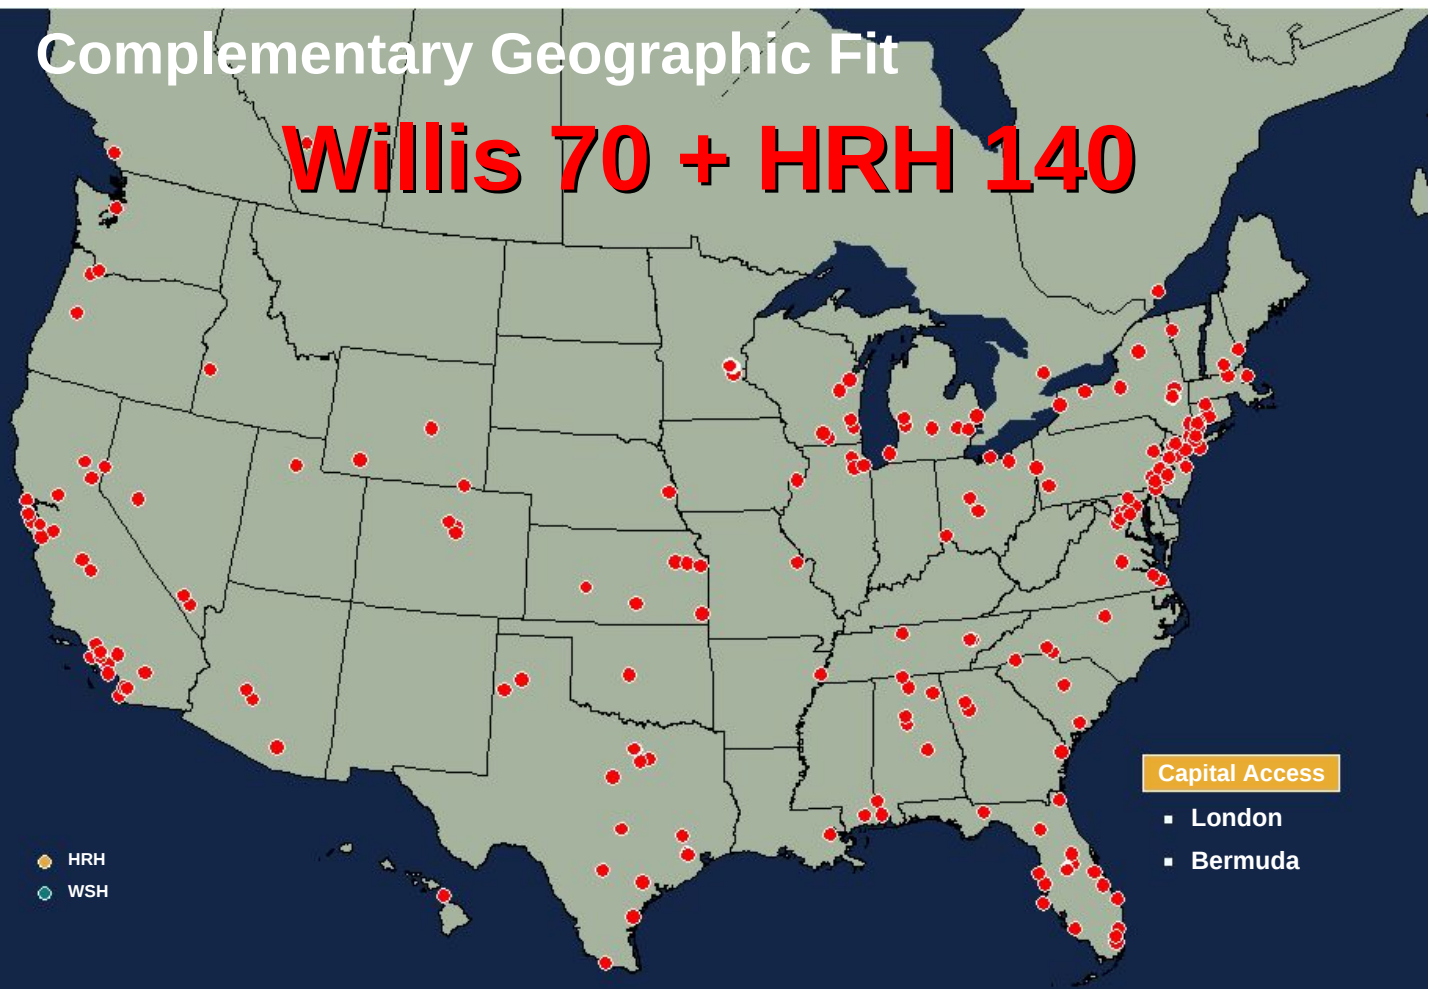 Complementary Geographic Fit
Willis 70 + HRH 140
Capital Access
▪ London
▪ Bermuda
HRH
WSH